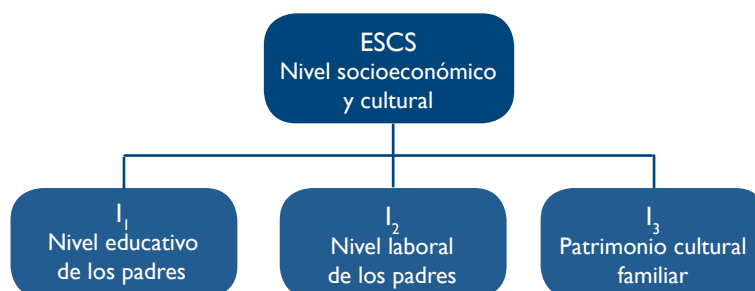 ESCS
Nivel socioeconómico
y cultural
I₁
Nivel educativo
de los padres
I₂
Nivel laboral
de los padres
I₃
Patrimonio cultural
familiar